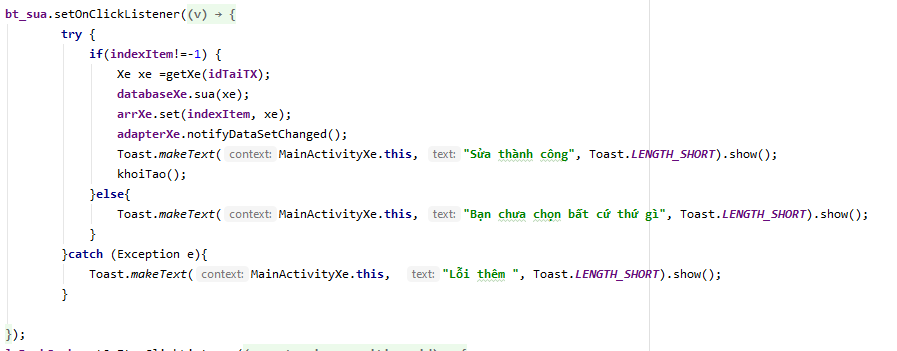 bt_sua.setOnClickListener((v) → {
try {
if(indexItem!=-1) {
Xe xe =getXe(idTaiTX);
databaseXe.sua(xe);
arrXe.set(indexItem, xe);
adapterXe.notifyDataSetChanged();
Toast.makeText( context: MainActivityXe.this, text: "Sửa thành công", Toast.LENGTH_SHORT).show();
khoiTao();
}else{
Toast.makeText( context: MainActivityXe.this, text: "Bạn chưa chọn bất cứ thứ gì", Toast.LENGTH_SHORT).show();
}
}catch (Exception e){
Toast.makeText( context: MainActivityXe.this, text: "Lỗi thêm ", Toast.LENGTH_SHORT).show();
}
});